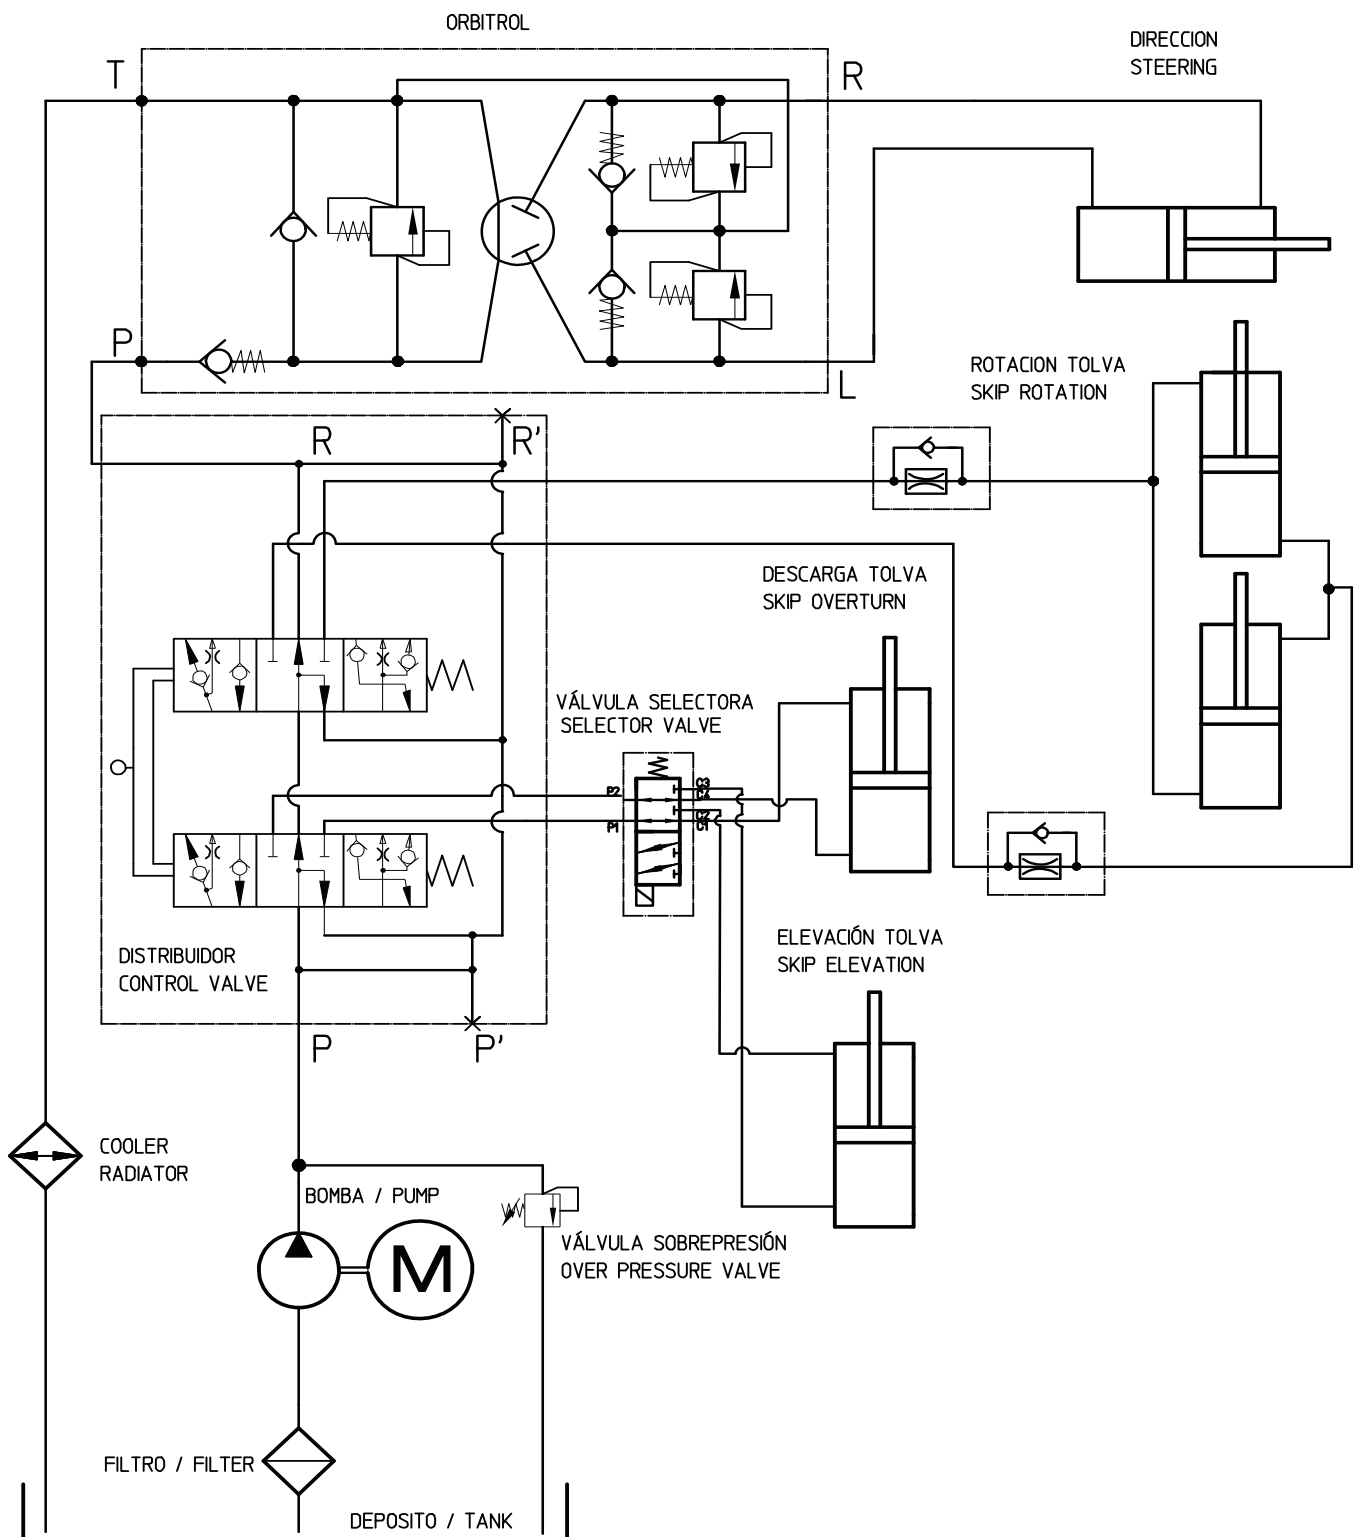 ORBITROL
DIRECCION
STEERING
T
R
P
L
ROTACION TOLVA
SKIP ROTATION
R
R'
DESCARGA TOLVA
SKIP OVERTURN
VÁLVULA SELECTORA
SELECTOR VALVE
P2
C3
C4
P1
C2
C1
DISTRIBUIDOR
CONTROL VALVE
ELEVACIÓN TOLVA
SKIP ELEVATION
P
P'
COOLER
RADIATOR
BOMBA / PUMP
M
VÁLVULA SOBREPRESIÓN
OVER PRESSURE VALVE
FILTRO / FILTER
DEPOSITO / TANK